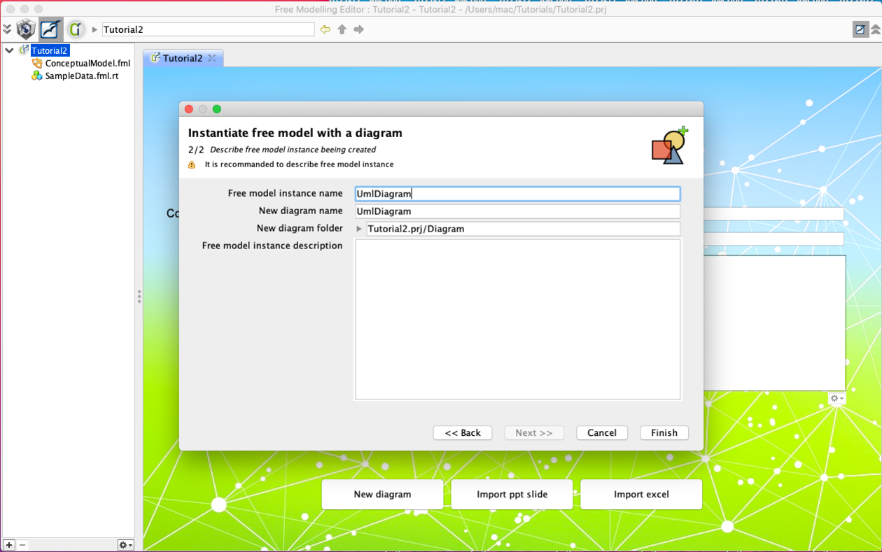 Free Modelling Editor : Tutorial2 - Tutorial2 - /Users/mac/Tutorials/Tutorial2.prj
Tutorial2
Tutorial2
ConceptualModel.fml
SampleData.fml.rt
Tutorial2
Instantiate free model with a diagram
2/2 Describe free model instance beeing created
It is recommanded to describe free model instance
Free model instance name UmlDiagram
New diagram name UmlDiagram
New diagram folder Tutorial2.prj/Diagram
Free model instance description
Co
<< Back Next >> Cancel Finish
New diagram Import ppt slide Import excel